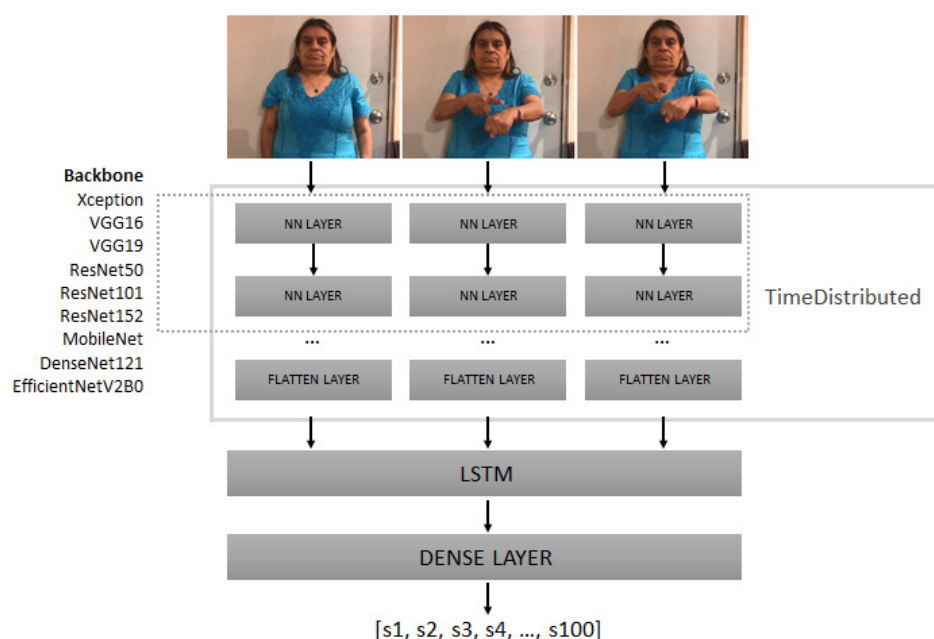 Backbone
Xception
VGG16
VGG19
ResNet50
ResNet101
ResNet152
MobileNet
DenseNet121
EfficientNetV2B0
NN LAYER NN LAYER NN LAYER
NN LAYER NN LAYER NN LAYER
TimeDistributed
... ... ...
FLATTEN LAYER FLATTEN LAYER FLATTEN LAYER
LSTM
DENSE LAYER
[s1, s2, s3, s4, ..., s100]